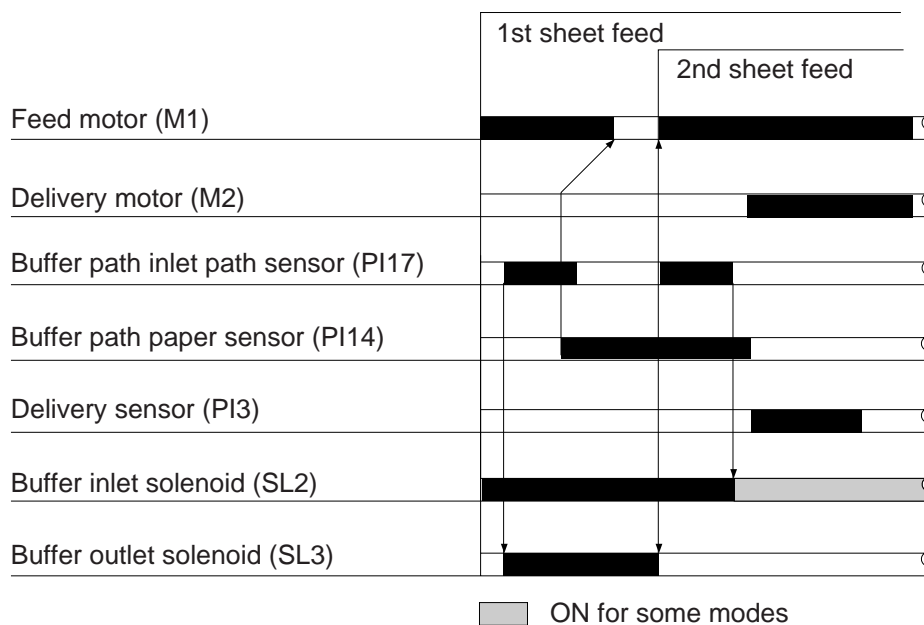 1st sheet feed
2nd sheet feed
Feed motor (M1)
Delivery motor (M2)
Buffer path inlet path sensor (PI17)
Buffer path paper sensor (PI14)
Delivery sensor (PI3)
Buffer inlet solenoid (SL2)
Buffer outlet solenoid (SL3)
ON for some modes